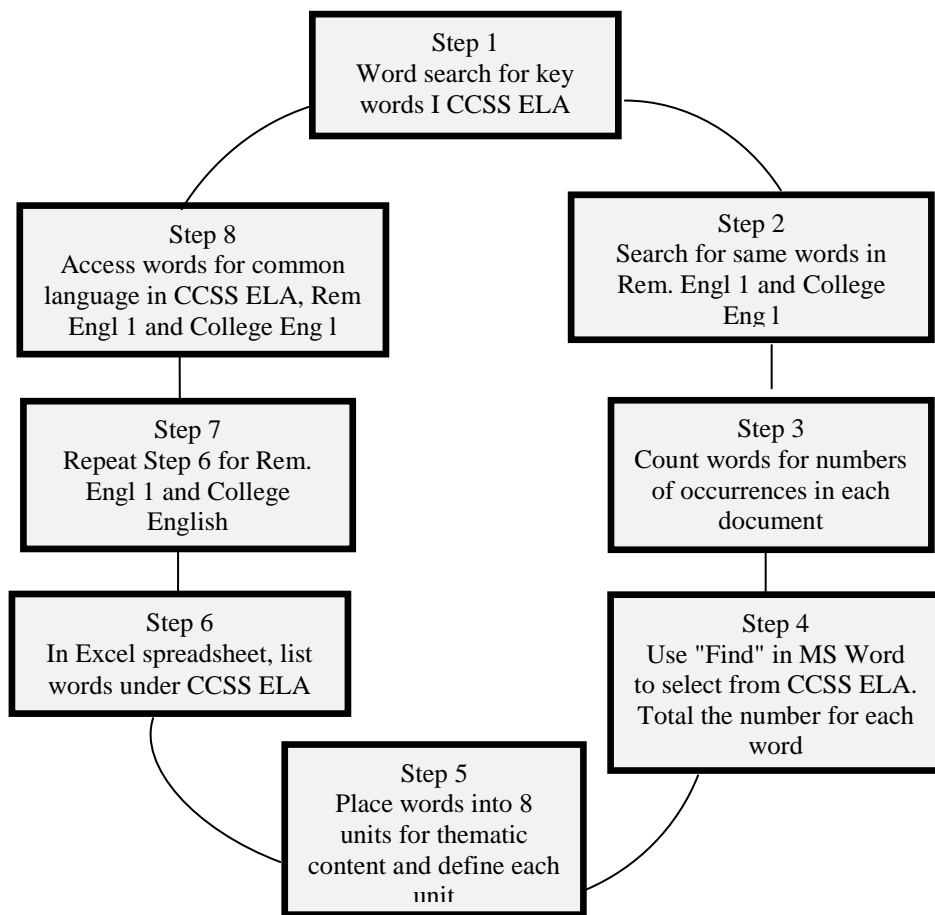 Step 1
Word search for key
words I CCSS ELA
Step 2
Search for same words in
Rem. Engl 1 and College
Eng l
Step 3
Count words for numbers
of occurrences in each
document
Step 4
Use "Find" in MS Word
to select from CCSS ELA.
Total the number for each
word
Step 5
Place words into 8
units for thematic
content and define each
unit
Step 6
In Excel spreadsheet, list
words under CCSS ELA
Step 7
Repeat Step 6 for Rem.
Engl 1 and College
English
Step 8
Access words for common
language in CCSS ELA, Rem
Engl 1 and College Eng l